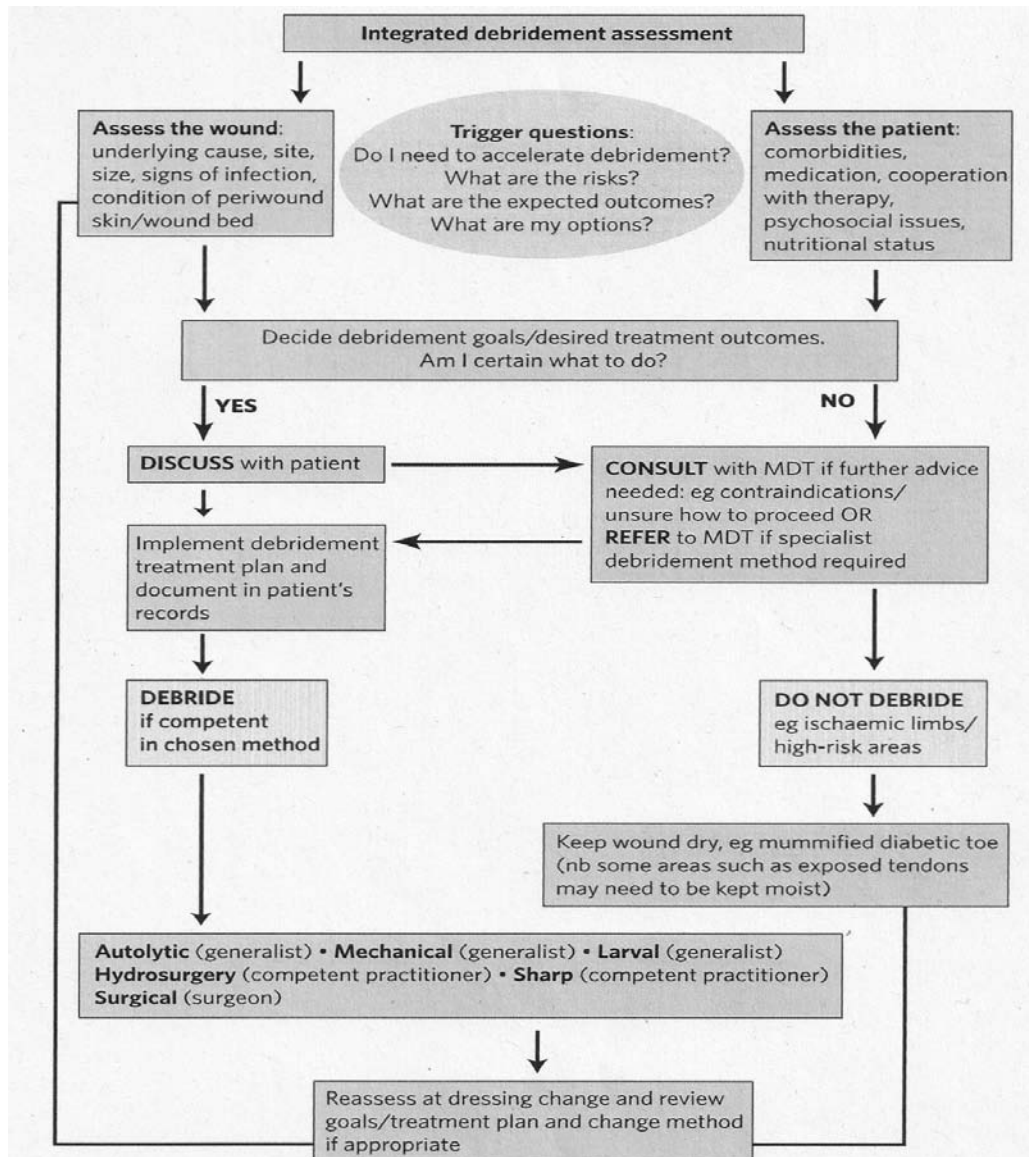 Integrated debridement assessment
Assess the wound:
underlying cause, site,
size, signs of infection,
condition of periwound
skin/wound bed
Trigger questions:
Do I need to accelerate debridement?
What are the risks?
What are the expected outcomes?
What are my options?
Assess the patient:
comorbidities,
medication, cooperation
with therapy,
psychosocial issues,
nutritional status
Decide debridement goals/desired treatment outcomes.
Am I certain what to do?
YES
NO
DISCUSS with patient
CONSULT with MDT if further advice
needed: eg contraindications/
unsure how to proceed OR
REFER to MDT if specialist
debridement method required
Implement debridement
treatment plan and
document in patient's
records
DEBRIDE
if competent
in chosen method
DO NOT DEBRIDE
eg ischaemic limbs/
high-risk areas
Keep wound dry, eg mummified diabetic toe
(nb some areas such as exposed tendons
may need to be kept moist)
Autolytic (generalist) • Mechanical (generalist) • Larval (generalist)
Hydrosurgery (competent practitioner) • Sharp (competent practitioner)
Surgical (surgeon)
Reassess at dressing change and review
goals/treatment plan and change method
if appropriate